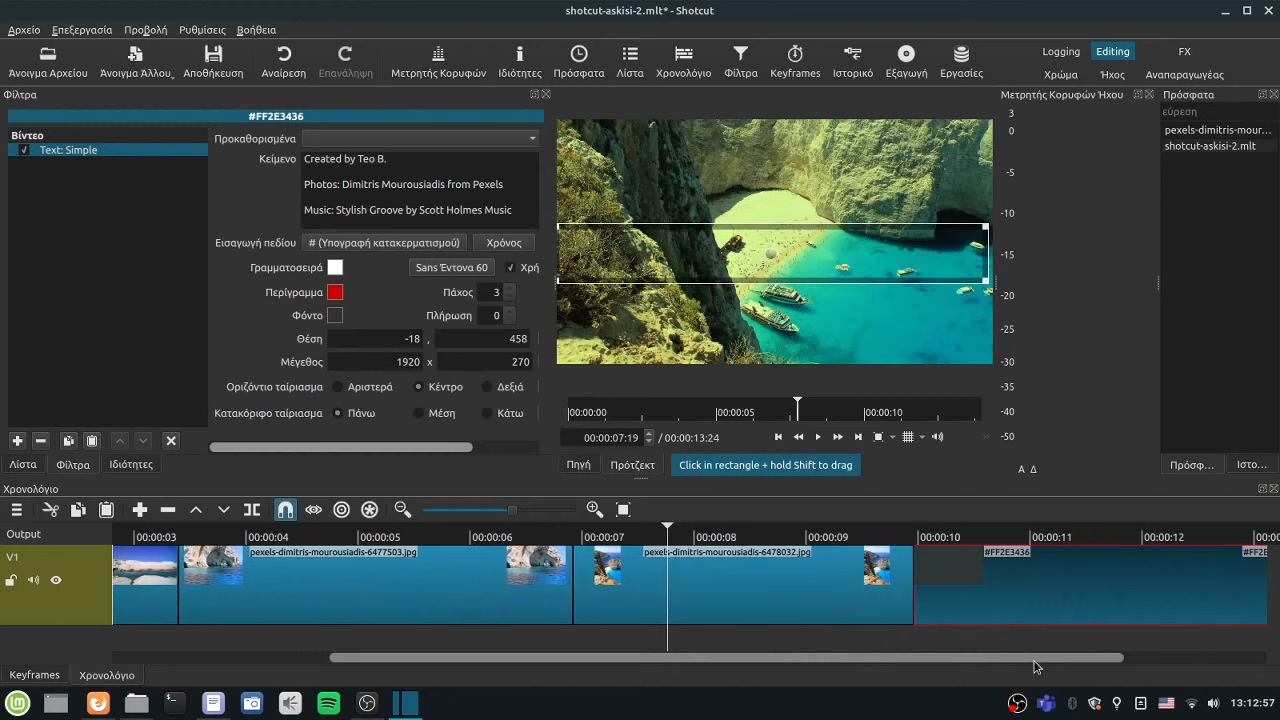 shotcut-askisi-2.mlt* - Shotcut
Αρχείο Επεξεργασία Προβολή Ρυθμίσεις Βοήθεια
Άνοιγμα Αρχείου Άνοιγμα Άλλου Αποθήκευση Αναίρεση Επανάληψη Μετρητής Κορυφών Ιδιότητες Πρόσφατα Λίστα Χρονολόγιο Φίλτρα Keyframes Ιστορικό Εξαγωγή Εργασίες
Logging Editing FX
Χρώμα Ήχος Αναπαραγωγέας
Φίλτρα
#FF2E3436
Βίντεο
Text: Simple
Προκαθορισμένα
Κείμενο
Created by Teo B.
Photos: Dimitris Mourousiadis from Pexels
Music: Stylish Groove by Scott Holmes Music
Εισαγωγή πεδίου # (Υπογραφή κατακερματισμού) Χρόνος
Γραμματοσειρά Sans Έντονα 60 Χρή
Περίγραμμα Πάχος 3
Φόντο Πλήρωση 0
Θέση -18 , 458
Μέγεθος 1920 x 270
Οριζόντιο ταίριασμα Αριστερά Κέντρο Δεξιά
Κατακόριφο ταίριασμα Πάνω Μέση Κάτω
Λίστα Φίλτρα Ιδιότητες
00:00:00 00:00:05 00:00:10
00:00:07:19 / 00:00:13:24
Πηγή Πρότζεκτ Click in rectangle + hold Shift to drag
Μετρητής Κορυφών Ήχου
3
0
-5
-10
-15
-20
-25
-30
-35
-40
-50
Α Δ
Πρόσφατα
εύρεση
pexels-dimitris-mour...
shotcut-askisi-2.mlt
Πρόσφ... Ιστο...
Χρονολόγιο
Output
00:00:03 00:00:04 00:00:05 00:00:06 00:00:07 00:00:08 00:00:09 00:00:10 00:00:11 00:00:12 00:00
V1
pexels-dimitris-mourousiadis-6477503.jpg pexels-dimitris-mourousiadis-6478032.jpg #FF2E3436 #FF2E
Keyframes Χρονολόγιο
13:12:57